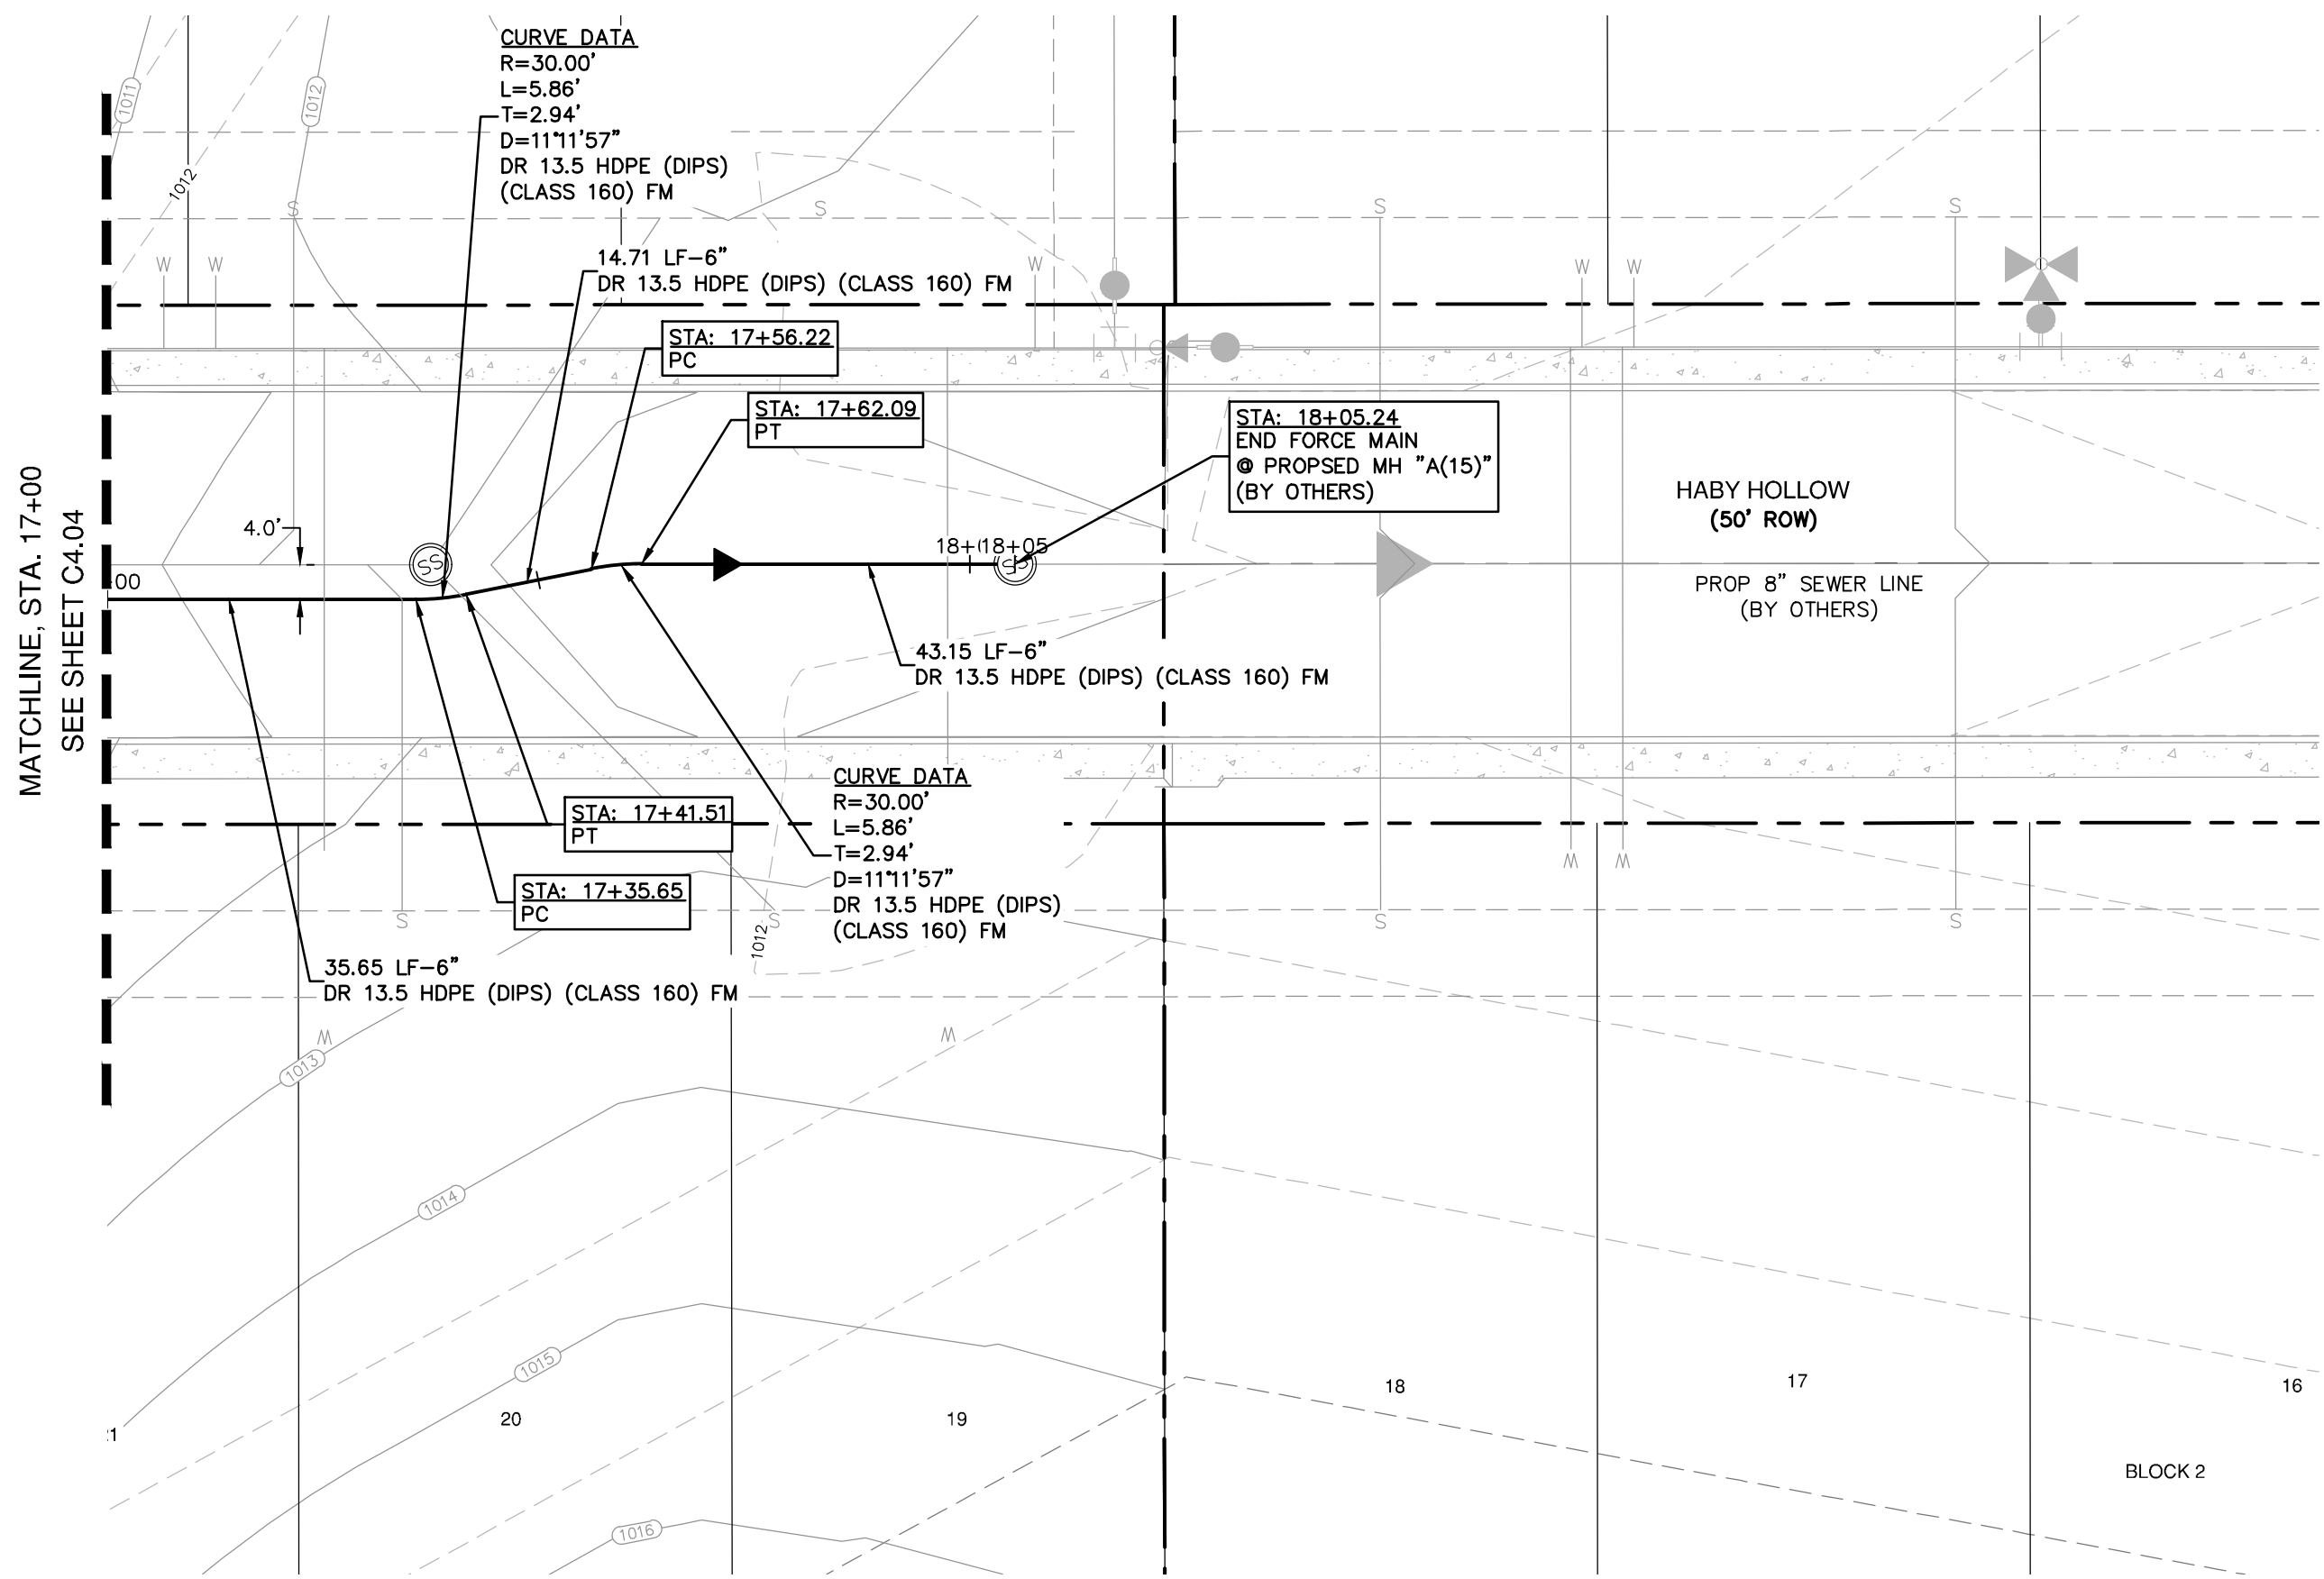 CURVE DATA
R=30.00'
L=5.86'
T=2.94'
D=11°11'57"
DR 13.5 HDPE (DIPS)
(CLASS 160) FM
1011
1012
1012
S
S
S
S
W
W
W
W
W
14.71 LF-6"
DR 13.5 HDPE (DIPS) (CLASS 160) FM
STA: 17+56.22
PC
STA: 17+62.09
PT
STA: 18+05.24
END FORCE MAIN
@ PROPSED MH "A(15)"
(BY OTHERS)
HABY HOLLOW
(50' ROW)
PROP 8" SEWER LINE
(BY OTHERS)
MATCHLINE, STA. 17+00
SEE SHEET C4.04
4.0'
SS
18+05
SS
43.15 LF-6"
DR 13.5 HDPE (DIPS) (CLASS 160) FM
CURVE DATA
R=30.00'
L=5.86'
T=2.94'
D=11°11'57"
DR 13.5 HDPE (DIPS)
(CLASS 160) FM
STA: 17+41.51
PT
STA: 17+35.65
PC
W
W
S
S
S
S
1012
35.65 LF-6"
DR 13.5 HDPE (DIPS) (CLASS 160) FM
W
W
1013
1014
1015
1016
20
19
18
17
16
BLOCK 2